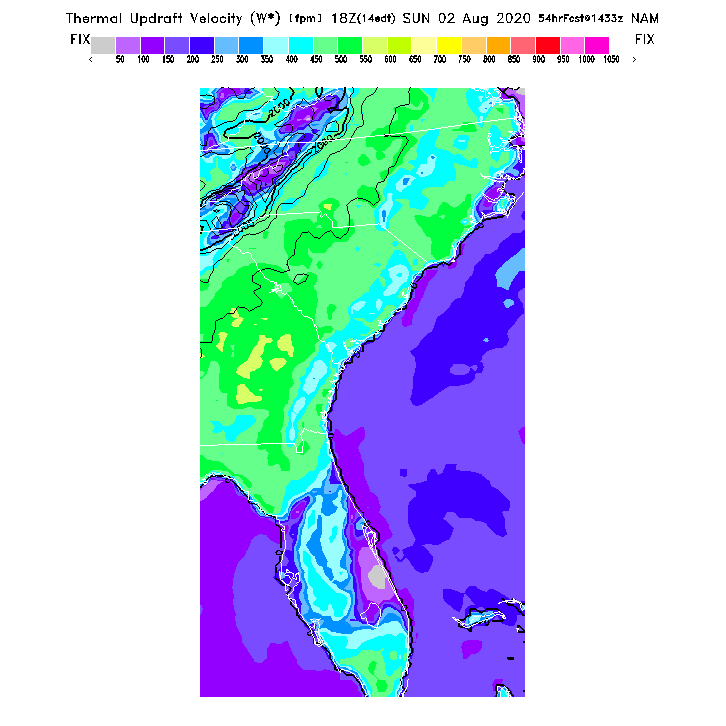 Thermal Updraft Velocity (W*) [fpm] 18Z(14edt) SUN 02 Aug 2020 54hrFcst@1433z NAM
FIX FIX
< 50 100 150 200 250 300 350 400 450 500 550 600 650 700 750 800 850 900 950 1000 1050 >
2000